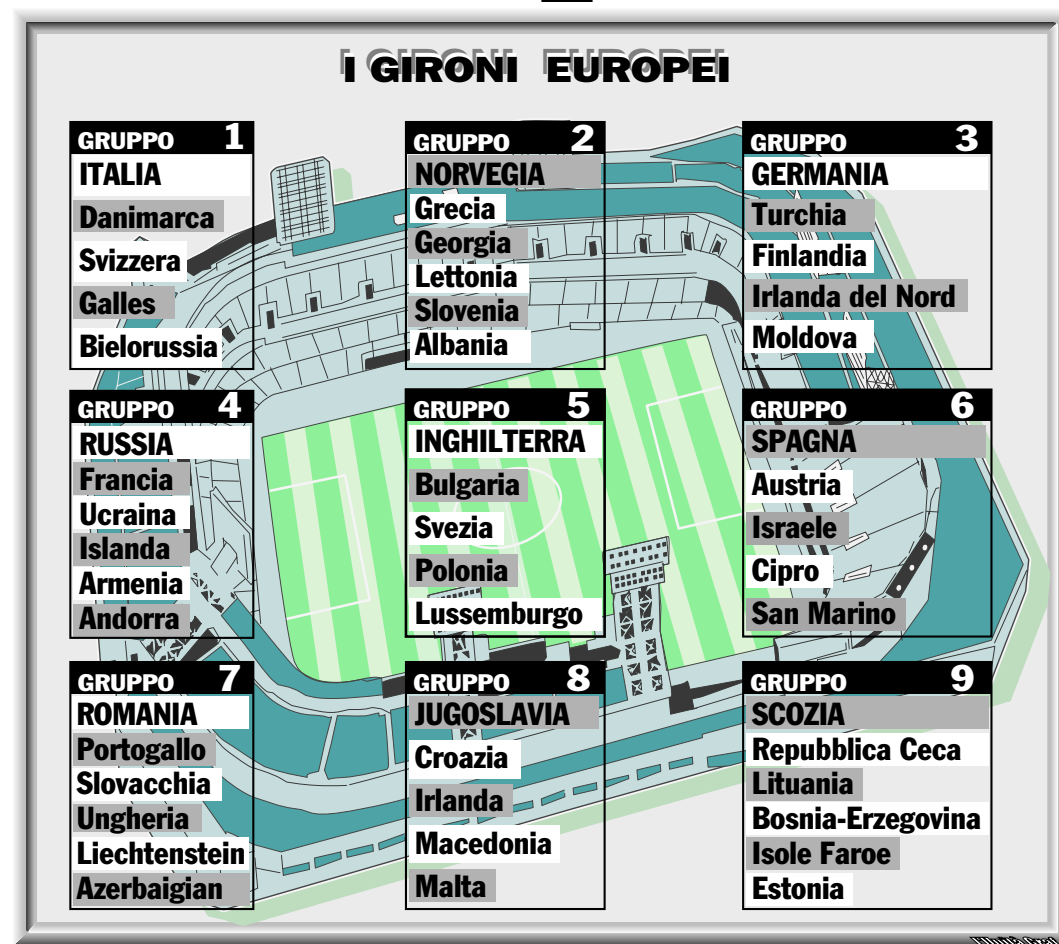 I GIRONI EUROPEI
GRUPPO 1
ITALIA
Danimarca
Svizzera
Galles
Bielorussia
GRUPPO 2
NORVEGIA
Grecia
Georgia
Lettonia
Slovenia
Albania
GRUPPO 3
GERMANIA
Turchia
Finlandia
Irlanda del Nord
Moldova
GRUPPO 4
RUSSIA
Francia
Ucraina
Islanda
Armenia
Andorra
GRUPPO 5
INGHILTERRA
Bulgaria
Svezia
Polonia
Lussemburgo
GRUPPO 6
SPAGNA
Austria
Israele
Cipro
San Marino
GRUPPO 7
ROMANIA
Portogallo
Slovacchia
Ungheria
Liechtenstein
Azerbaigian
GRUPPO 8
JUGOSLAVIA
Croazia
Irlanda
Macedonia
Malta
GRUPPO 9
SCOZIA
Repubblica Ceca
Lituania
Bosnia-Erzegovina
Isole Faroe
Estonia